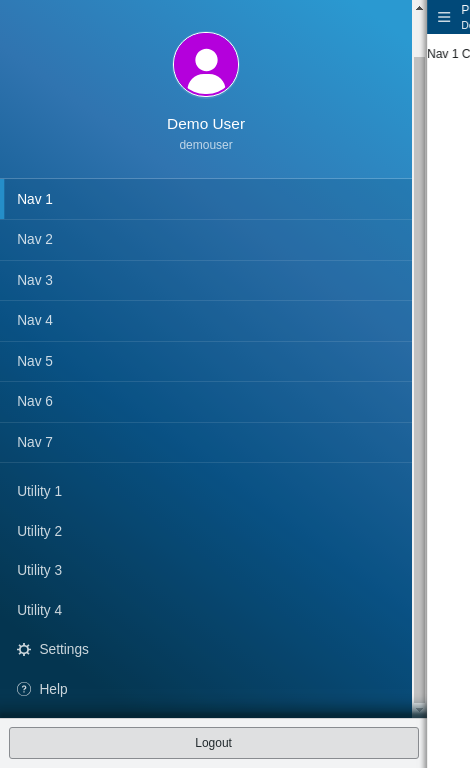 Demo User
demouser
Nav 1
Nav 2
Nav 3
Nav 4
Nav 5
Nav 6
Nav 7
Utility 1
Utility 2
Utility 3
Utility 4
Settings
Help
Logout
Nav 1 C